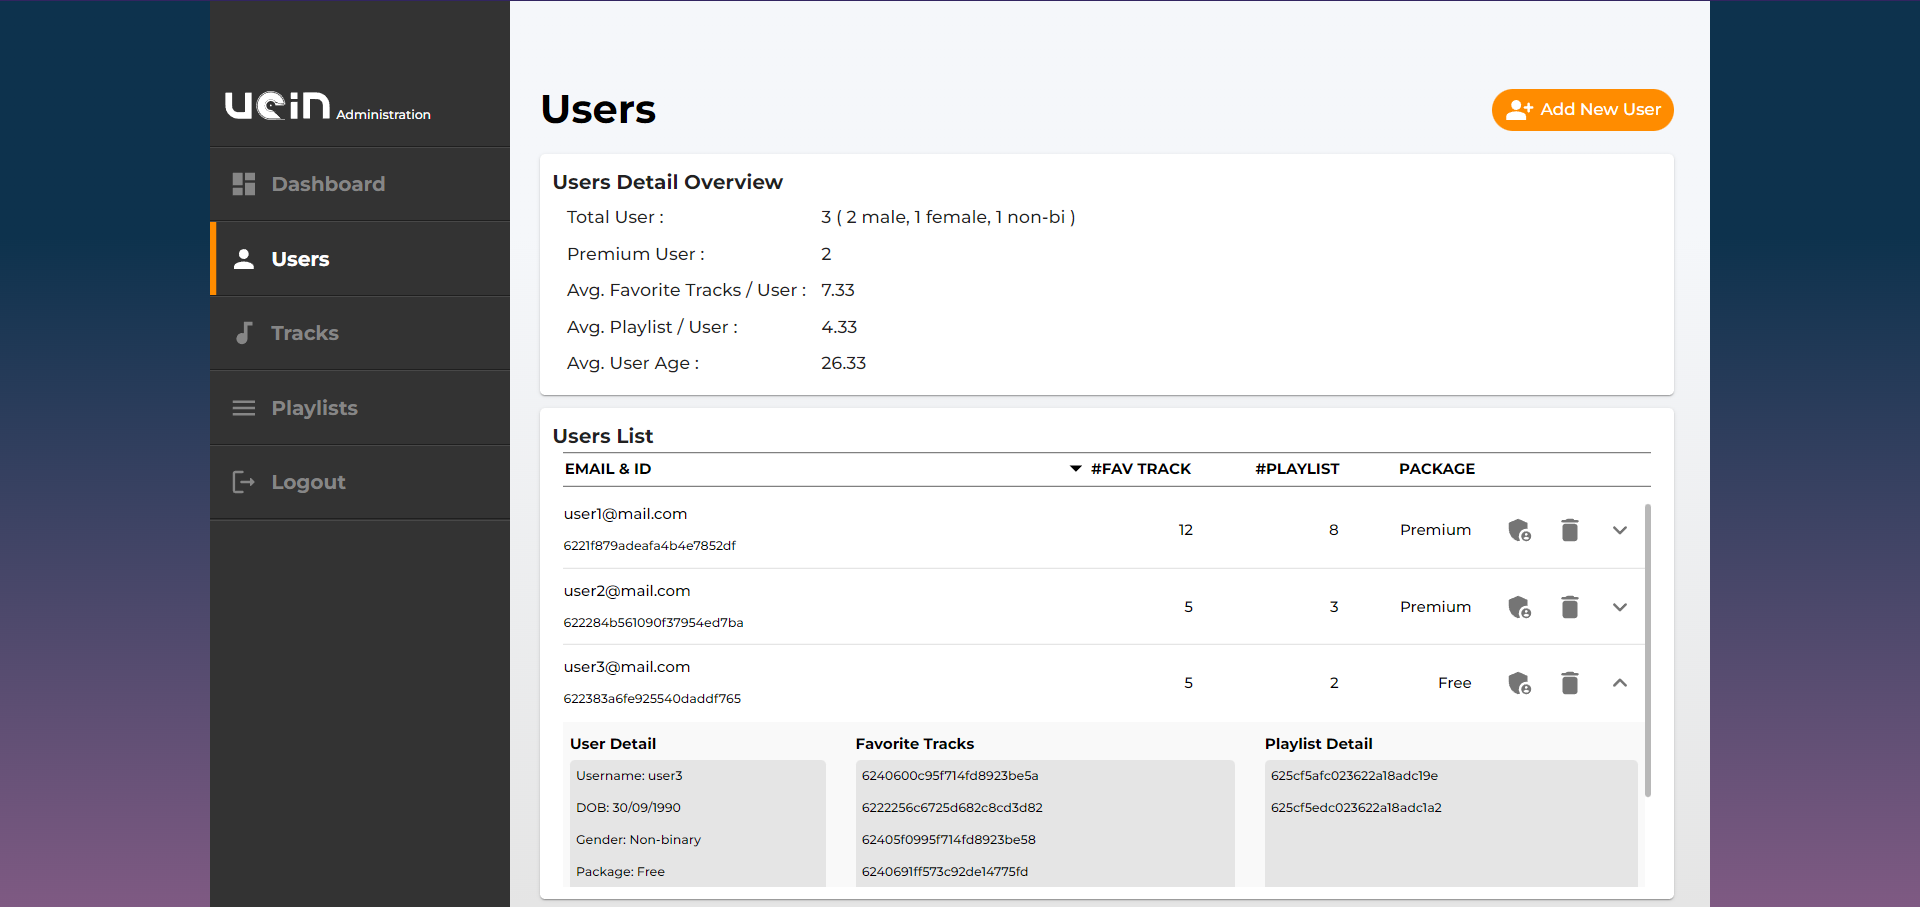 uein Administration
Dashboard
Users
Tracks
Playlists
Logout
Users
Add New User
Users Detail Overview
Total User : 3 ( 2 male, 1 female, 1 non-bi )
Premium User : 2
Avg. Favorite Tracks / User : 7.33
Avg. Playlist / User : 4.33
Avg. User Age : 26.33
Users List
EMAIL & ID #FAV TRACK #PLAYLIST PACKAGE
user1@mail.com
6221f879adeafa4b4e7852df
12 8 Premium
user2@mail.com
622284b561090f37954ed7ba
5 3 Premium
user3@mail.com
622383a6fe925540daddf765
5 2 Free
User Detail
Username: user3
DOB: 30/09/1990
Gender: Non-binary
Package: Free
Favorite Tracks
6240600c95f714fd8923be5a
6222256c6725d682c8cd3d82
62405f0995f714fd8923be58
6240691ff573c92de14775fd
Playlist Detail
625cf5afc023622a18adc19e
625cf5edc023622a18adc1a2